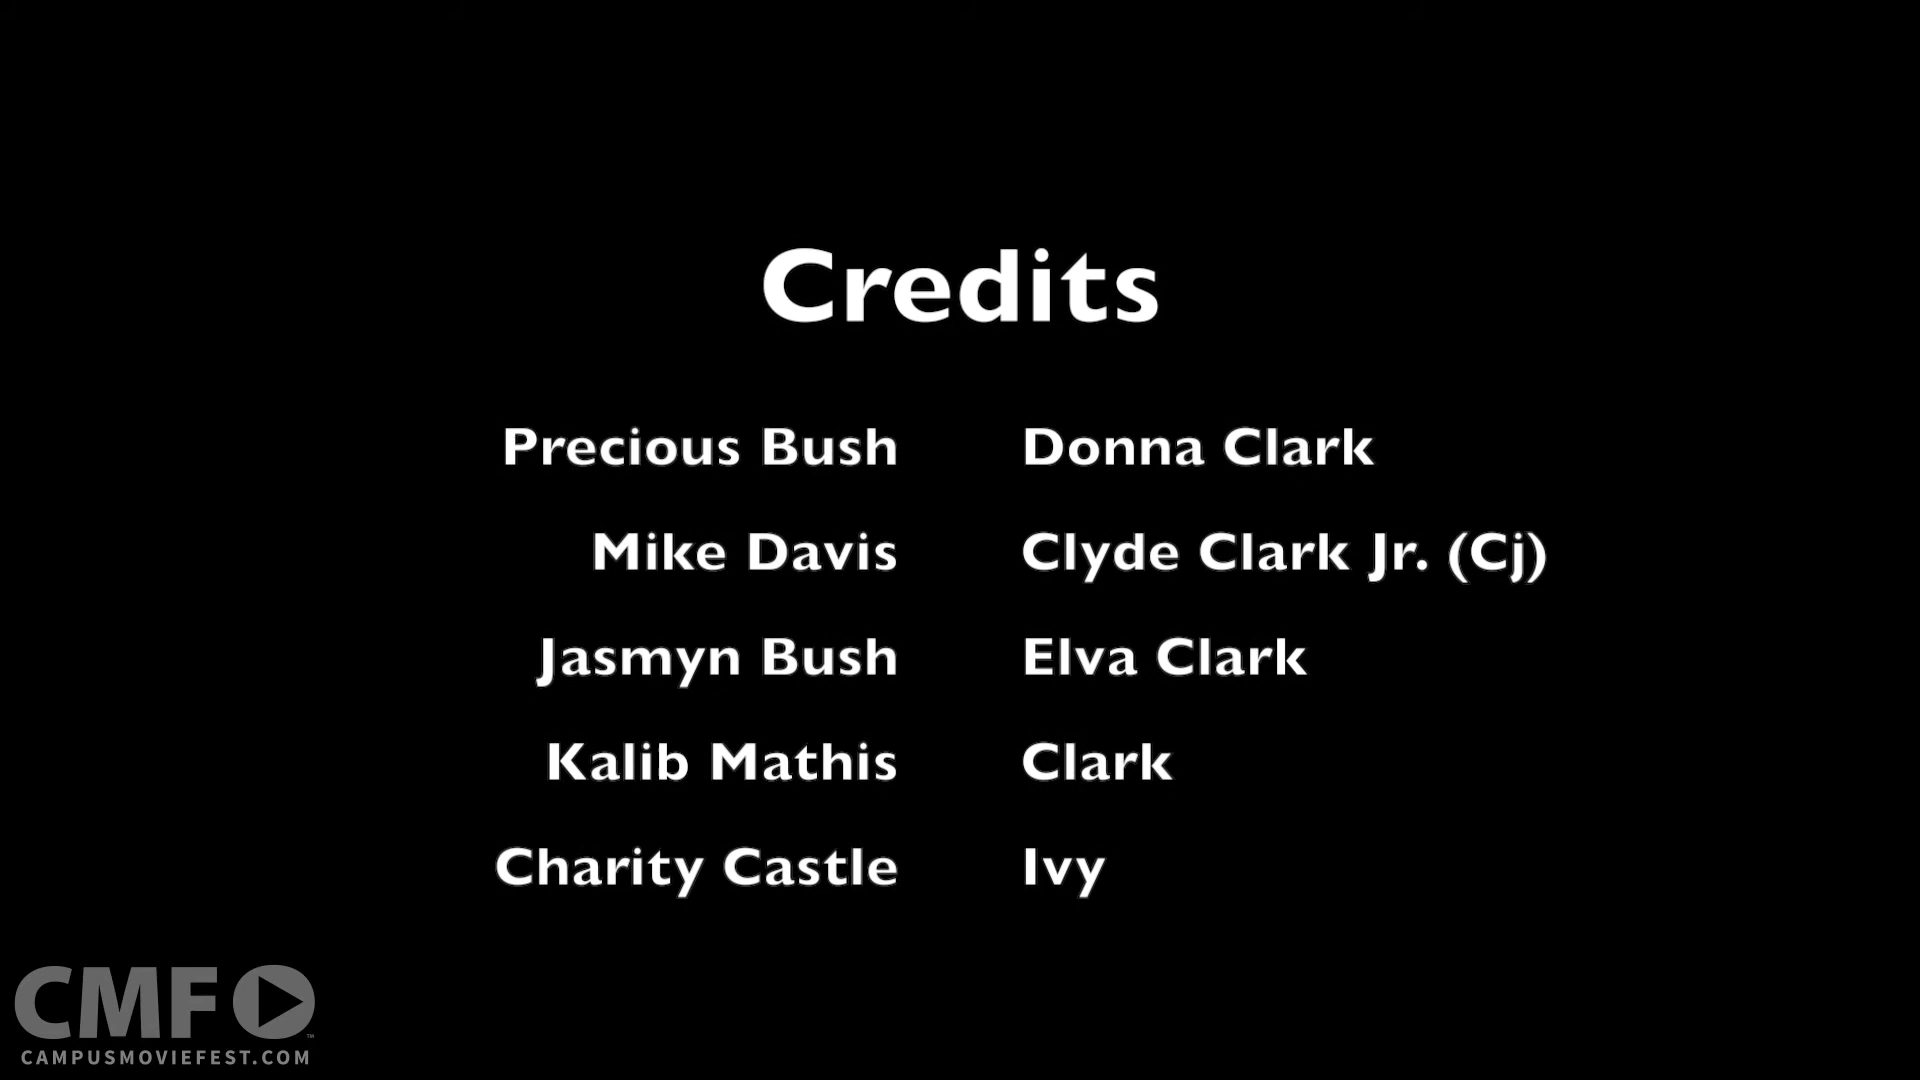 Credits
Precious Bush Donna Clark
Mike Davis Clyde Clark Jr. (Cj)
Jasmyn Bush Elva Clark
Kalib Mathis Clark
Charity Castle Ivy
CMF
TM
CAMPUSMOVIEFEST.COM